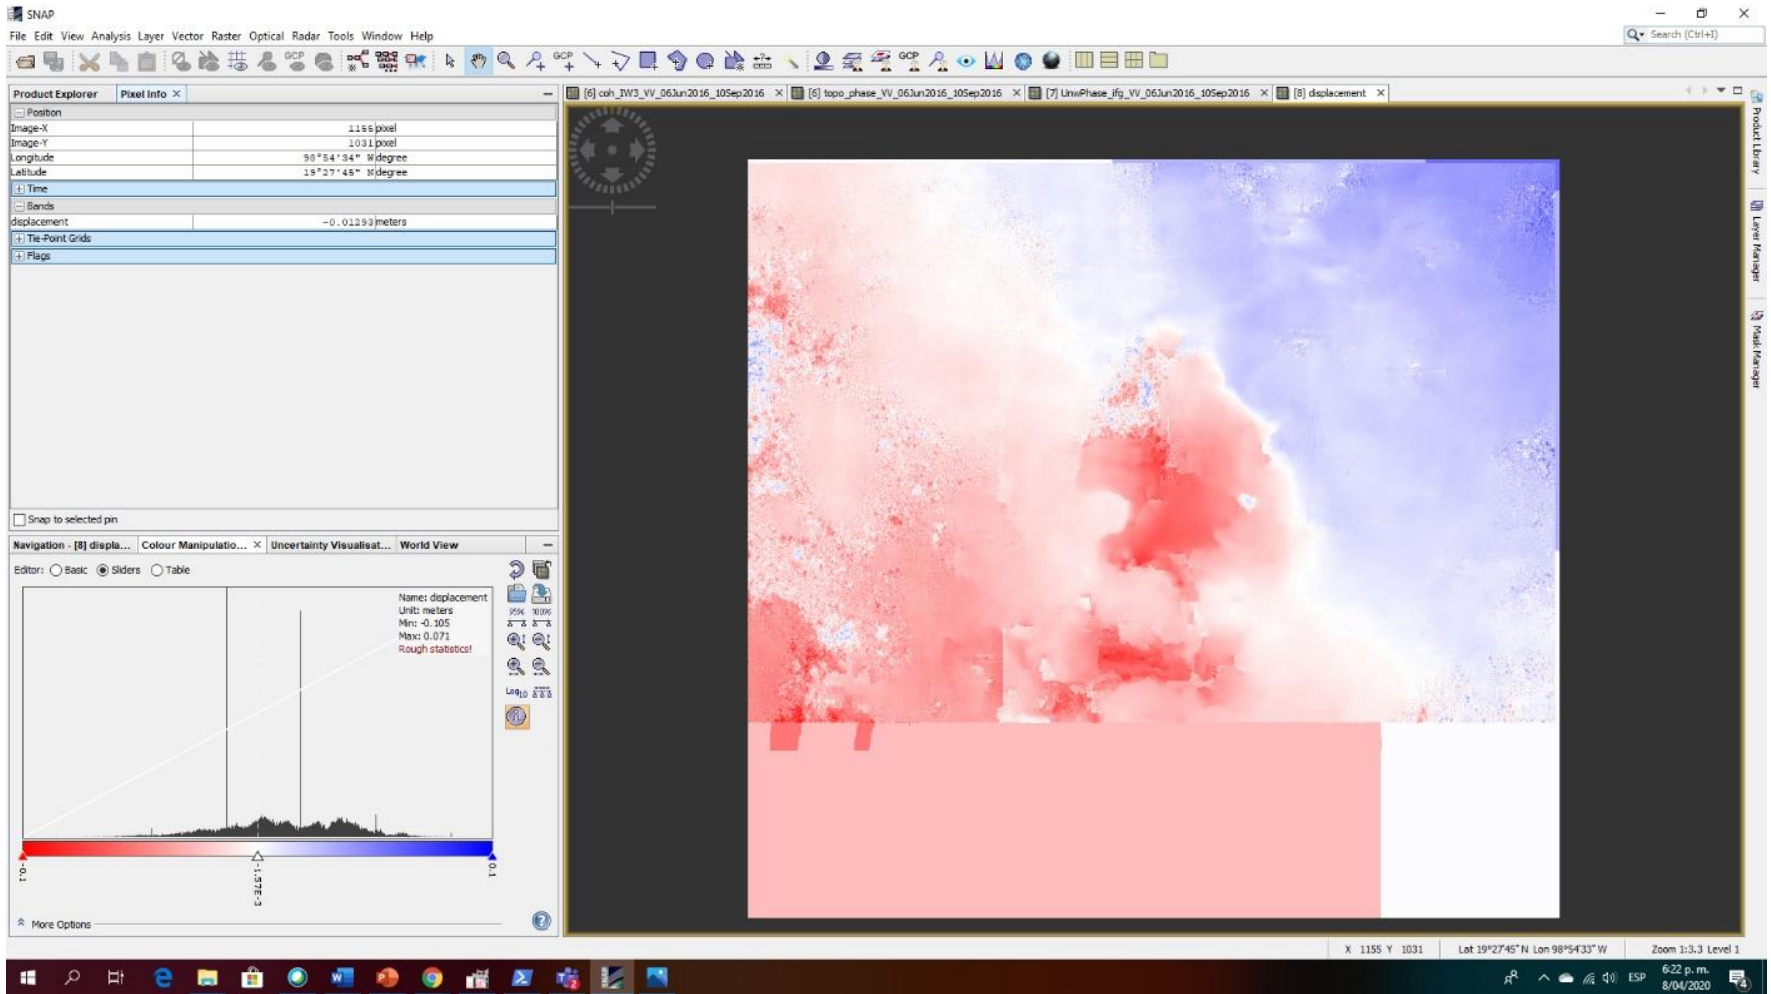 SNAP
File Edit View Analysis Layer Vector Raster Optical Radar Tools Window Help
Search (Ctrl+I)
GCP GCP GCP
Product Explorer Pixel Info
[6] coh_IW3_VV_06Jun2016_10Sep2016 [6] topo_phase_VV_06Jun2016_10Sep2016 [7] UnwPhase_ifg_VV_06Jun2016_10Sep2016 [8] displacement
Position
Image-X 1155 pixel
Image-Y 1031 pixel
Longitude 98°54'34" W degree
Latitude 19°27'45" N degree
Time
Bands
displacement -0.01293 meters
Tie-Point Grids
Flags
Product Library
Layer Manager
Mask Manager
Snap to selected pin
Navigation - [8] displa... Colour Manipulatio... Uncertainty Visualisat... World View
Editor: Basic Sliders Table
Name: displacement
Unit: meters
Min: -0.105
Max: 0.071
Rough statistics!
95% 100%
Log10
-0.1 -1.57E-3 0.1
More Options
X 1155 Y 1031 Lat 19°27'45" N Lon 98°54'33" W Zoom 1:3.3 Level 1
ESP
6:22 p. m.
8/04/2020